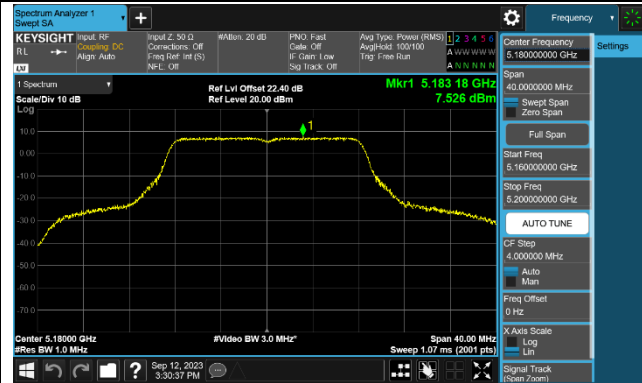 Spectrum Analyzer 1
Swept SA
Frequency
KEYSIGHT
RL
Input: RF
Coupling: DC
Align: Auto
Input Z: 50 Ω
Corrections: Off
Freq Ref: Int (S)
NFE: Off
#Atten: 20 dB
PNO: Fast
Gate: Off
IF Gain: Low
Sig Track: Off
Avg Type: Power (RMS)
Avg|Hold: 100/100
Trig: Free Run
1 2 3 4 5 6
A W W W W W
A N N N N N
LXI
1 Spectrum
Scale/Div 10 dB
Log
Ref Lvl Offset 22.40 dB
Ref Level 20.00 dBm
Mkr1 5.183 18 GHz
7.526 dBm
1
10.0
0.00
-10.0
-20.0
-30.0
-40.0
-50.0
-60.0
-70.0
Center 5.18000 GHz
#Res BW 1.0 MHz
#Video BW 3.0 MHz*
Span 40.00 MHz
Sweep 1.07 ms (2001 pts)
Center Frequency
5.180000000 GHz
Settings
Span
40.0000000 MHz
Swept Span
Zero Span
Full Span
Start Freq
5.160000000 GHz
Stop Freq
5.200000000 GHz
AUTO TUNE
CF Step
4.000000 MHz
Auto
Man
Freq Offset
0 Hz
X Axis Scale
Log
Lin
Signal Track
(Span Zoom)
?
Sep 12, 2023
3:30:37 PM